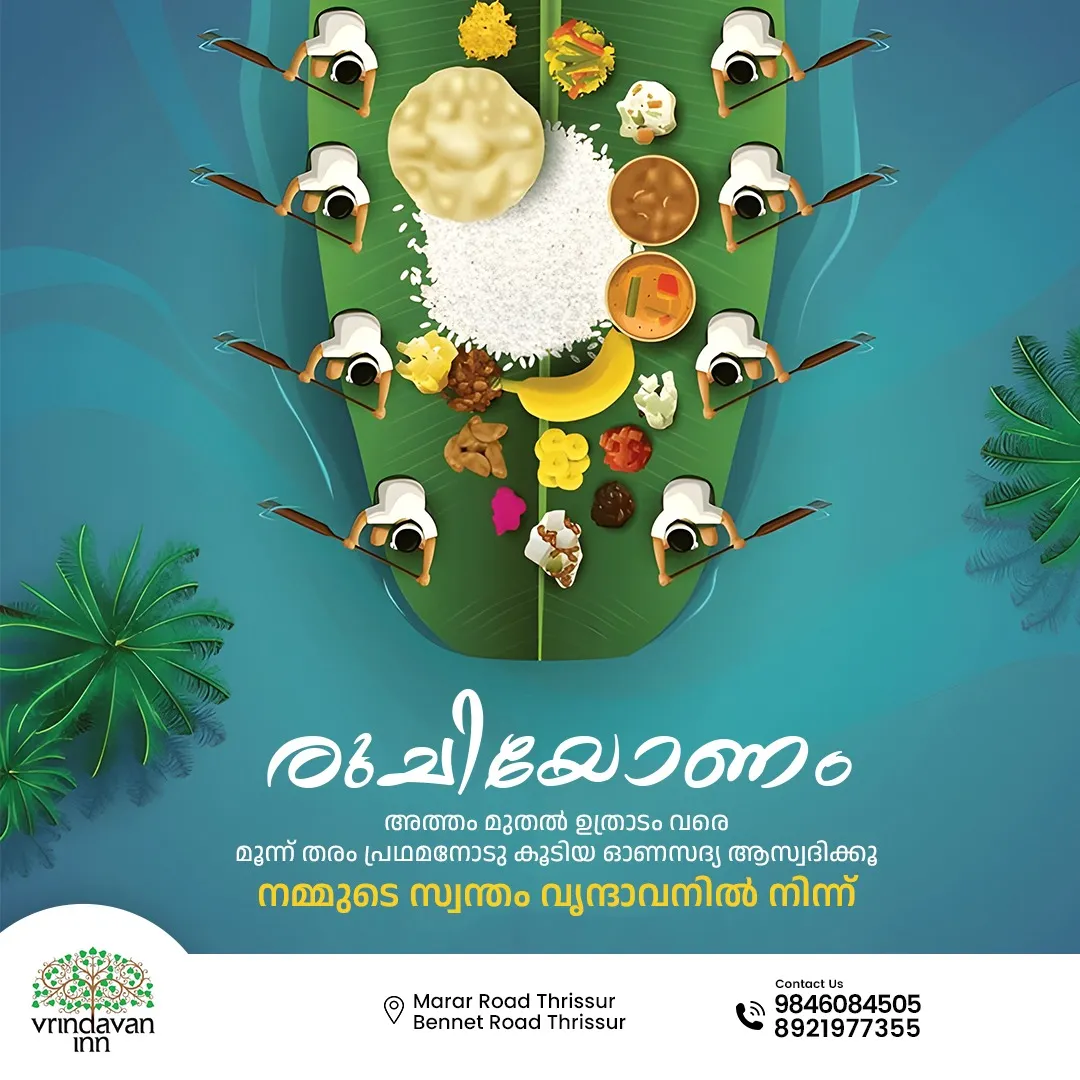 രുചിയോണം
അത്തം മുതൽ ഉത്രാടം വരെ
മൂന്ന് തരം പ്രഥമനോടു കൂടിയ ഓണസദ്യ ആസ്വദിക്കൂ
നമ്മുടെ സ്വന്തം വൃന്ദാവനിൽ നിന്ന്
vrindavan
inn
Marar Road Thrissur
Bennet Road Thrissur
Contact Us
9846084505
8921977355